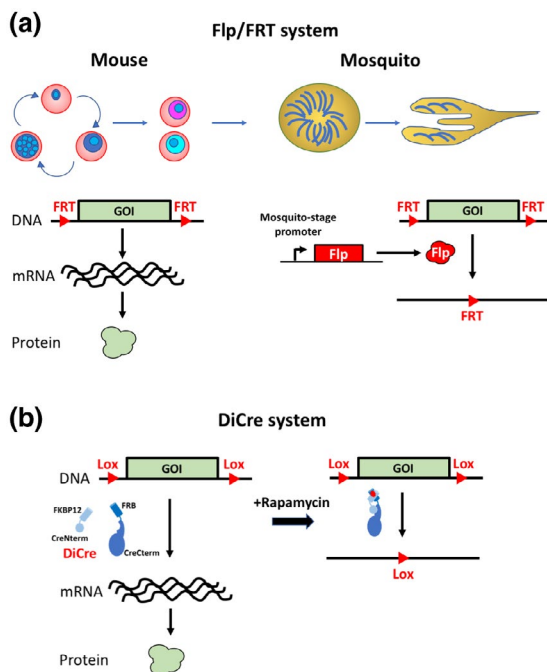 (a)
Flp/FRT system
Mouse
Mosquito
FRT
GOI
FRT
DNA
mRNA
Protein
Mosquito-stage
promoter
Flp
Flp
FRT
GOI
FRT
FRT
(b)
DiCre system
Lox
GOI
Lox
DNA
FKBP12
FRB
CreNterm
DiCre
CreCterm
mRNA
Protein
+Rapamycin
Lox
GOI
Lox
Lox